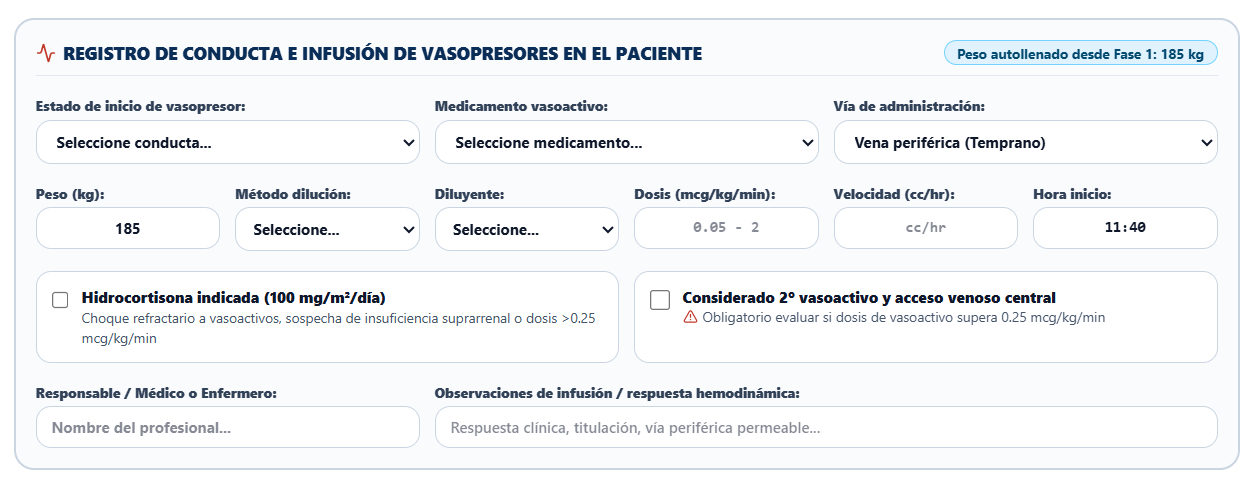 REGISTRO DE CONDUCTA E INFUSIÓN DE VASOPRESORES EN EL PACIENTE
Peso autollenado desde Fase 1: 185 kg
Estado de inicio de vasopresor:
Medicamento vasoactivo:
Vía de administración:
Seleccione conducta...
Seleccione medicamento...
Vena periférica (Temprano)
Peso (kg):
Método dilución:
Diluyente:
Dosis (mcg/kg/min):
Velocidad (cc/hr):
Hora inicio:
185
Seleccione...
Seleccione...
0.05 - 2
cc/hr
11:40
Hidrocortisona indicada (100 mg/m²/día)
Choque refractario a vasoactivos, sospecha de insuficiencia suprarrenal o dosis >0.25
mcg/kg/min
Considerado 2º vasoactivo y acceso venoso central
Obligatorio evaluar si dosis de vasoactivo supera 0.25 mcg/kg/min
Responsable / Médico o Enfermero:
Observaciones de infusión / respuesta hemodinámica:
Nombre del profesional...
Respuesta clínica, titulación, vía periférica permeable...